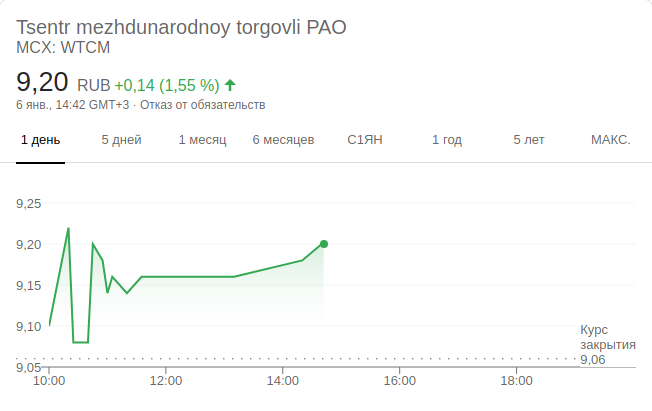 Tsentr mezhdunarodnoy torgovli PAO
MCX: WTCM
9,20 RUB +0,14 (1,55 %)
6 янв., 14:42 GMT+3 · Отказ от обязательств
1 день 5 дней 1 месяц 6 месяцев С1ЯН 1 год 5 лет МАКС.
9,25
9,20
9,15
9,10
Курс
закрытия
9,06
9,05
10:00 12:00 14:00 16:00 18:00